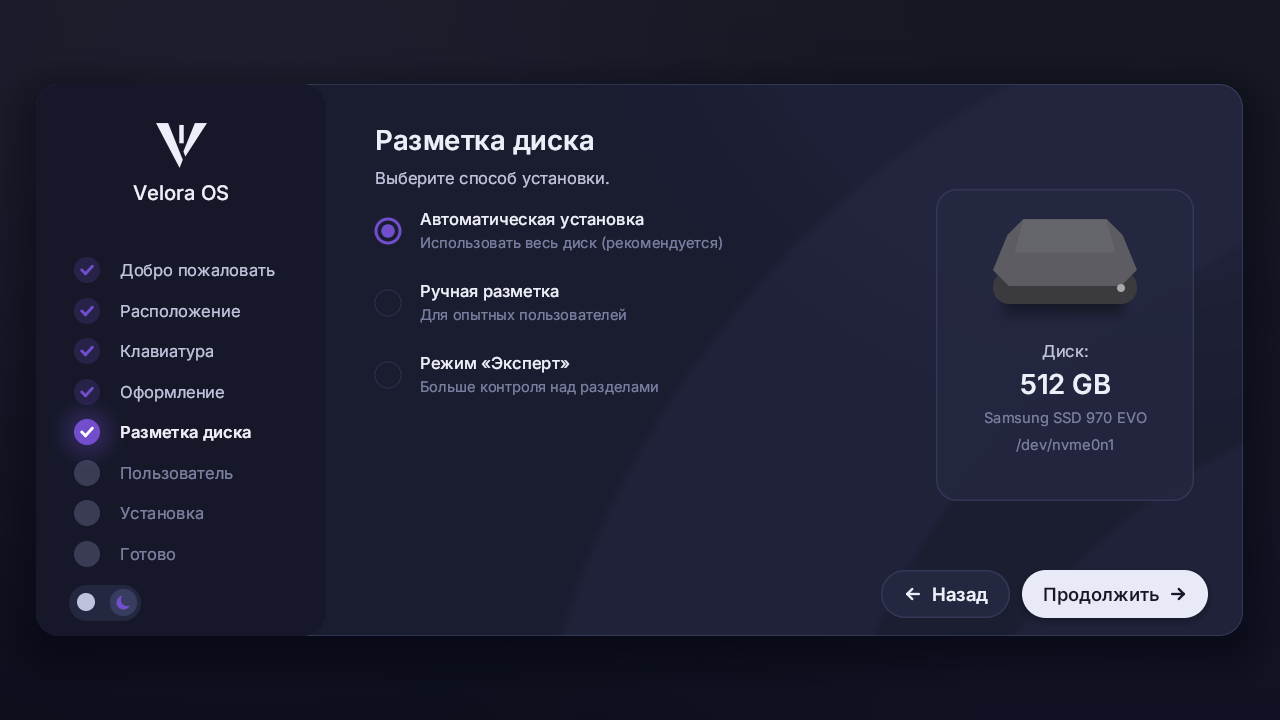 Velora OS
Добро пожаловать
Расположение
Клавиатура
Оформление
Разметка диска
Пользователь
Установка
Готово
Разметка диска
Выберите способ установки.
Автоматическая установка
Использовать весь диск (рекомендуется)
Ручная разметка
Для опытных пользователей
Режим «Эксперт»
Больше контроля над разделами
Диск:
512 GB
Samsung SSD 970 EVO
/dev/nvme0n1
Назад
Продолжить